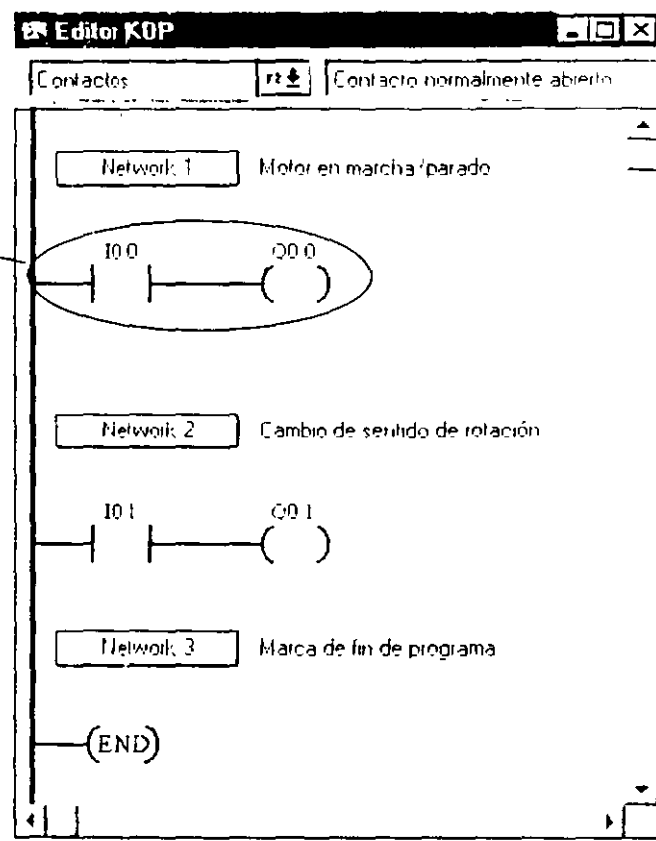 Editor KOP
Contactos F2 Contacto normalmente abierto
Network 1 Motor en marcha/parado
I0.0 Q0.0
Network 2 Cambio de sentido de rotación
I0.1 Q0.1
Network 3 Marca de fin de programa
(END)